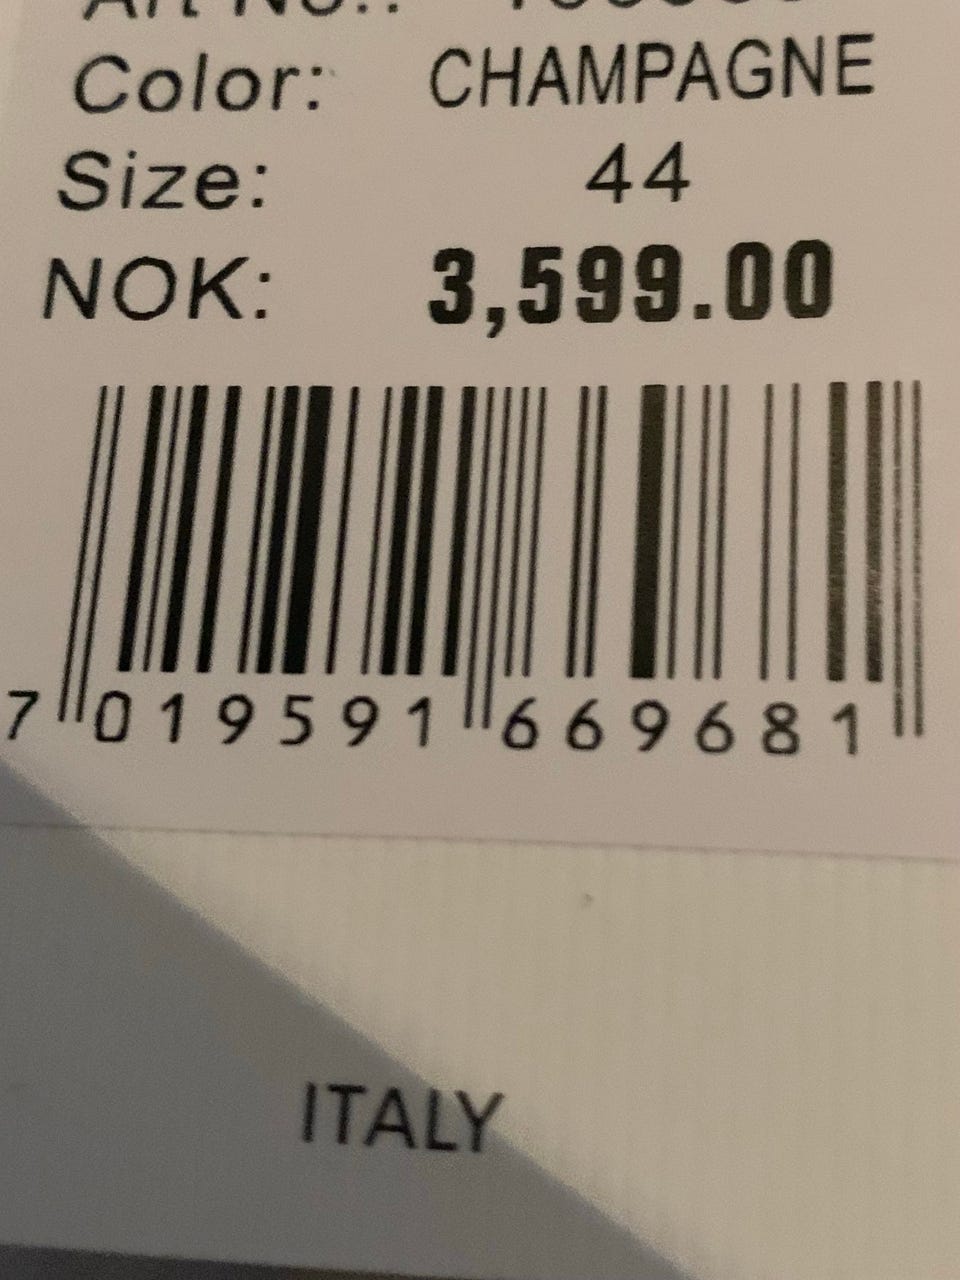 Color: CHAMPAGNE
Size: 44
NOK: 3,599.00
7 019591 669681
ITALY